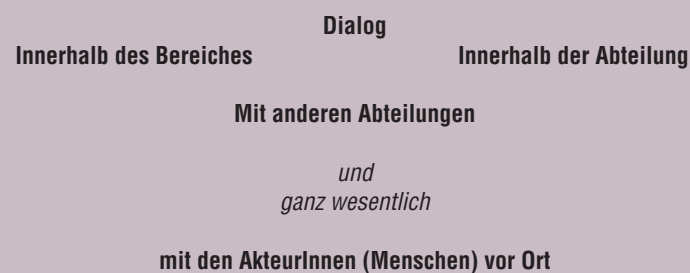 Dialog
Innerhalb des Bereiches Innerhalb der Abteilung
Mit anderen Abteilungen
und
ganz wesentlich
mit den AkteurInnen (Menschen) vor Ort